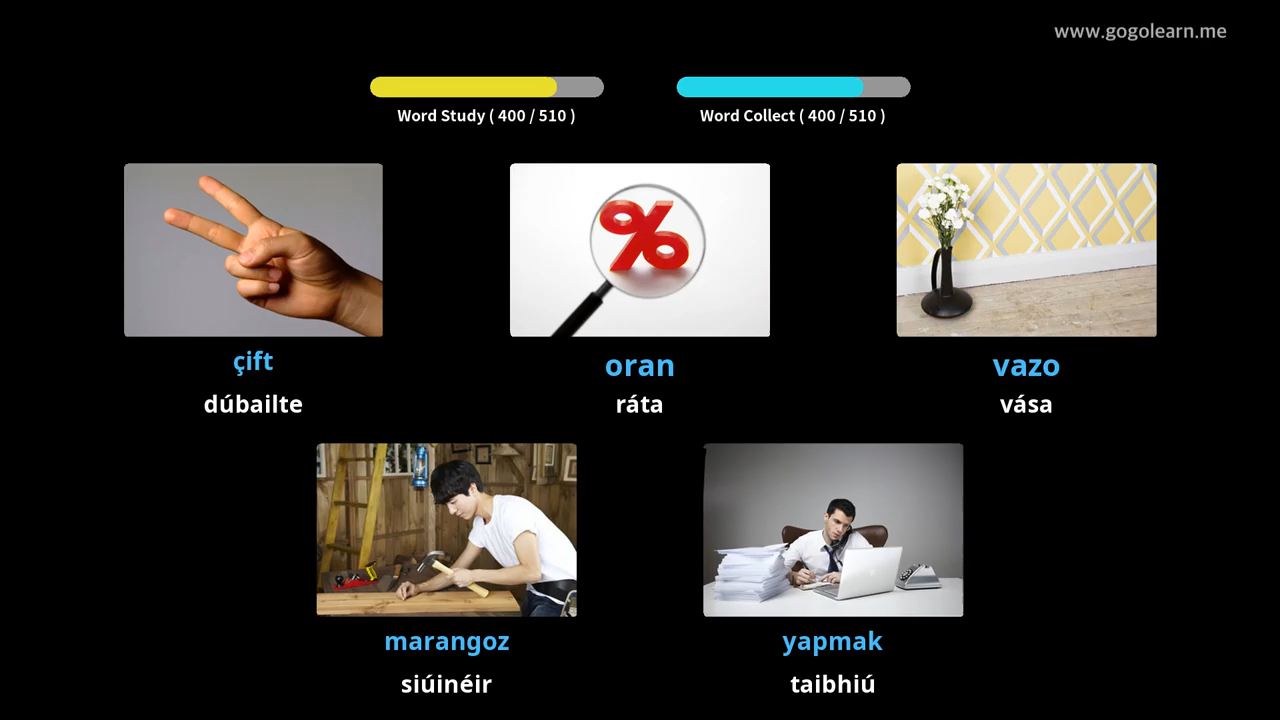 www.gogolearn.me
Word Study ( 400 / 510 )
Word Collect ( 400 / 510 )
çift
dúbailte
oran
ráta
vazo
vása
marangoz
siúinéir
yapmak
taibhiú